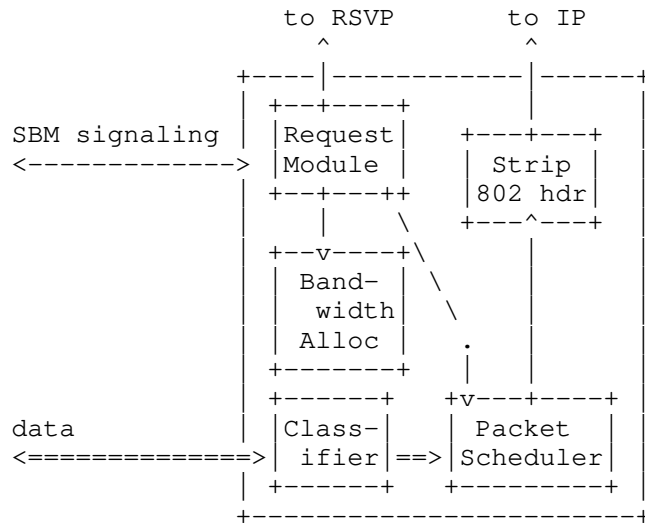 to RSVP to IP
SBM signaling
Request
Module
Strip
802 hdr
Band-
width
Alloc
data
Class-
ifier
Packet
Scheduler